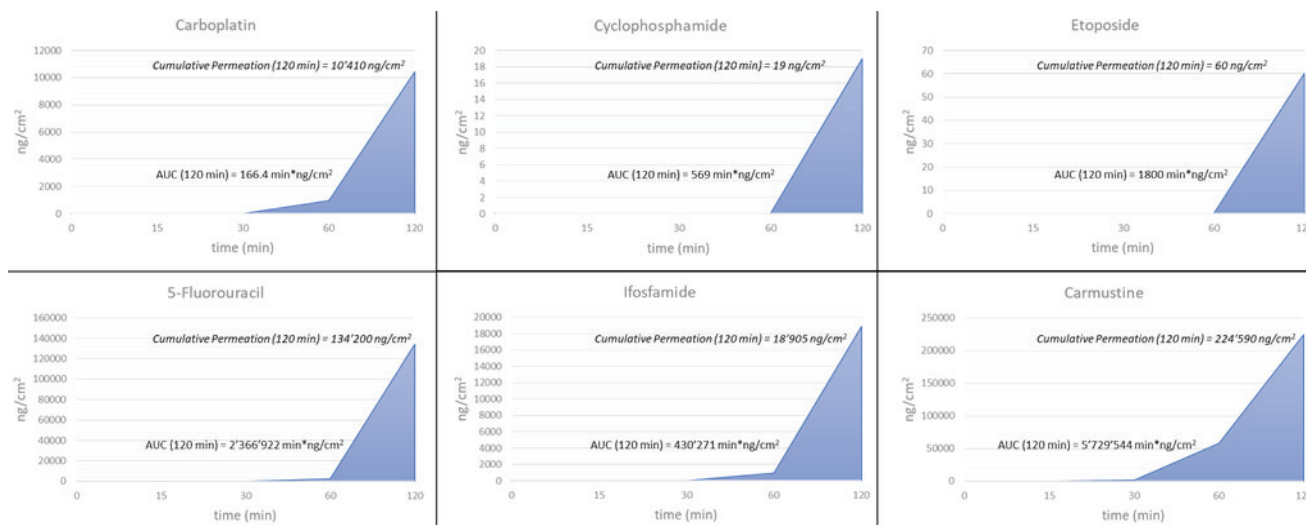 Carboplatin
12000
10000
8000
6000
4000
2000
0
ng/cm²
Cumulative Permeation (120 min) = 10'410 ng/cm²
AUC (120 min) = 166.4 min*ng/cm²
0 15 30 60 120
time (min)
Cyclophosphamide
20
18
16
14
12
10
8
6
4
2
0
ng/cm²
Cumulative Permeation (120 min) = 19 ng/cm²
AUC (120 min) = 569 min*ng/cm²
0 15 30 60 120
time (min)
Etoposide
70
60
50
40
30
20
10
0
ng/cm²
Cumulative Permeation (120 min) = 60 ng/cm²
AUC (120 min) = 1800 min*ng/cm²
0 15 30 60 120
time (min)
5-Fluorouracil
160000
140000
120000
100000
80000
60000
40000
20000
0
ng/cm²
Cumulative Permeation (120 min) = 134'200 ng/cm²
AUC (120 min) = 2'366'922 min*ng/cm²
0 15 30 60 120
time (min)
Ifosfamide
20000
18000
16000
14000
12000
10000
8000
6000
4000
2000
0
ng/cm²
Cumulative Permeation (120 min) = 18'905 ng/cm²
AUC (120 min) = 430'271 min*ng/cm²
0 15 30 60 120
time (min)
Carmustine
250000
200000
150000
100000
50000
0
ng/cm²
Cumulative Permeation (120 min) = 224'590 ng/cm²
AUC (120 min) = 5'729'544 min*ng/cm²
0 15 30 60 120
time (min)